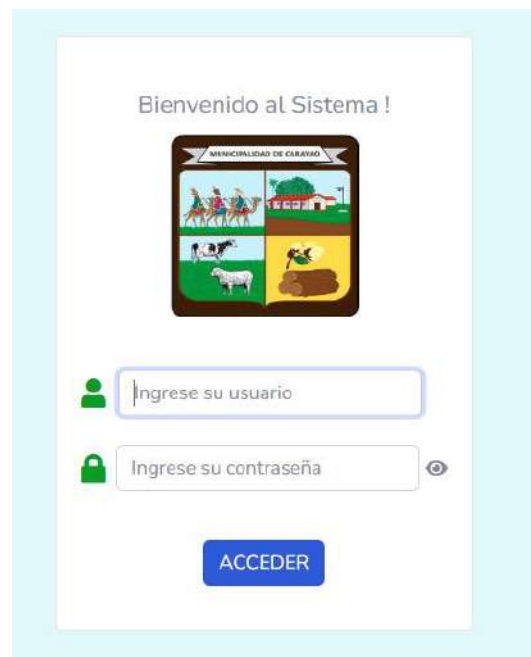 Bienvenido al Sistema !
MUNICIPALIDAD DE CARAYAO
Ingrese su usuario
Ingrese su contraseña
ACCEDER